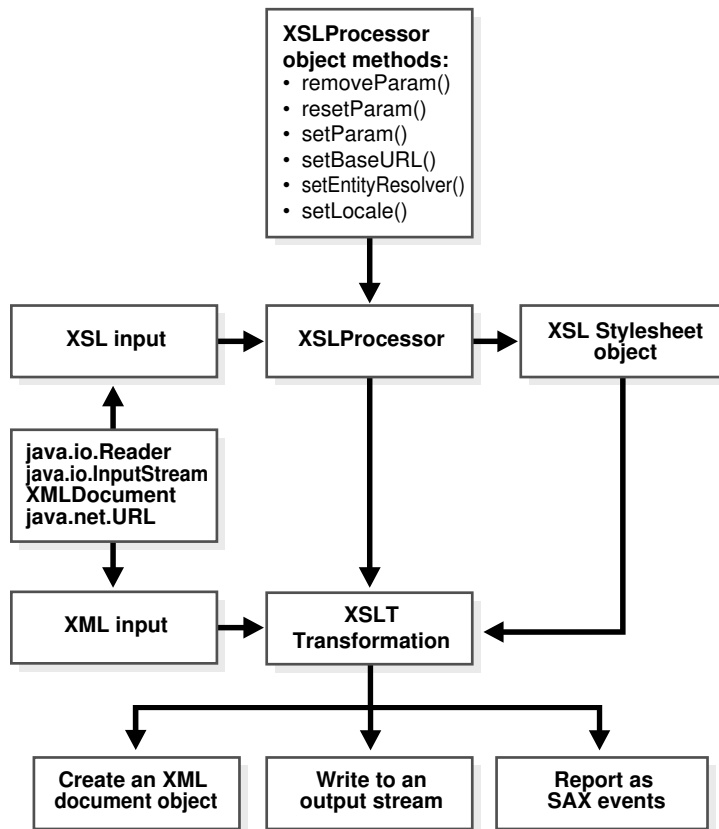 XSLProcessor
object methods:
• removeParam()
• resetParam()
• setParam()
• setBaseURL()
• setEntityResolver()
• setLocale()
XSL input
XSLProcessor
XSL Stylesheet
object
java.io.Reader
java.io.InputStream
XMLDocument
java.net.URL
XML input
XSLT
Transformation
Create an XML
document object
Write to an
output stream
Report as
SAX events